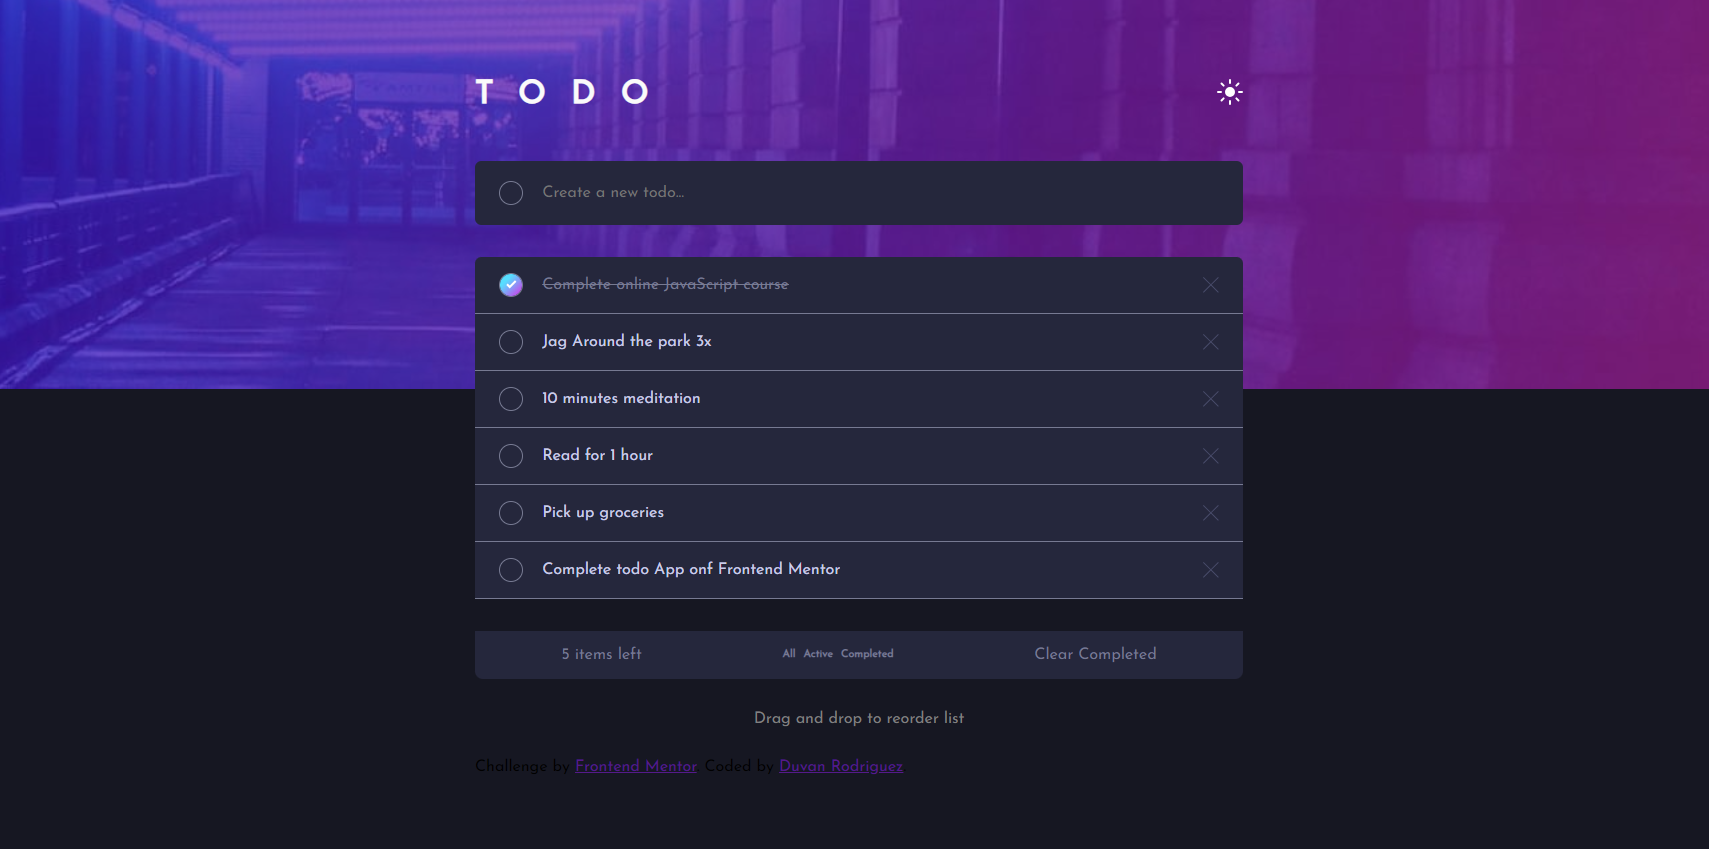 T O D O
Create a new todo...
Complete online JavaScript course
Jag Around the park 3x
10 minutes meditation
Read for 1 hour
Pick up groceries
Complete todo App onf Frontend Mentor
5 items left All Active Completed Clear Completed
Drag and drop to reorder list
Challenge by Frontend Mentor. Coded by Duvan Rodriguez.